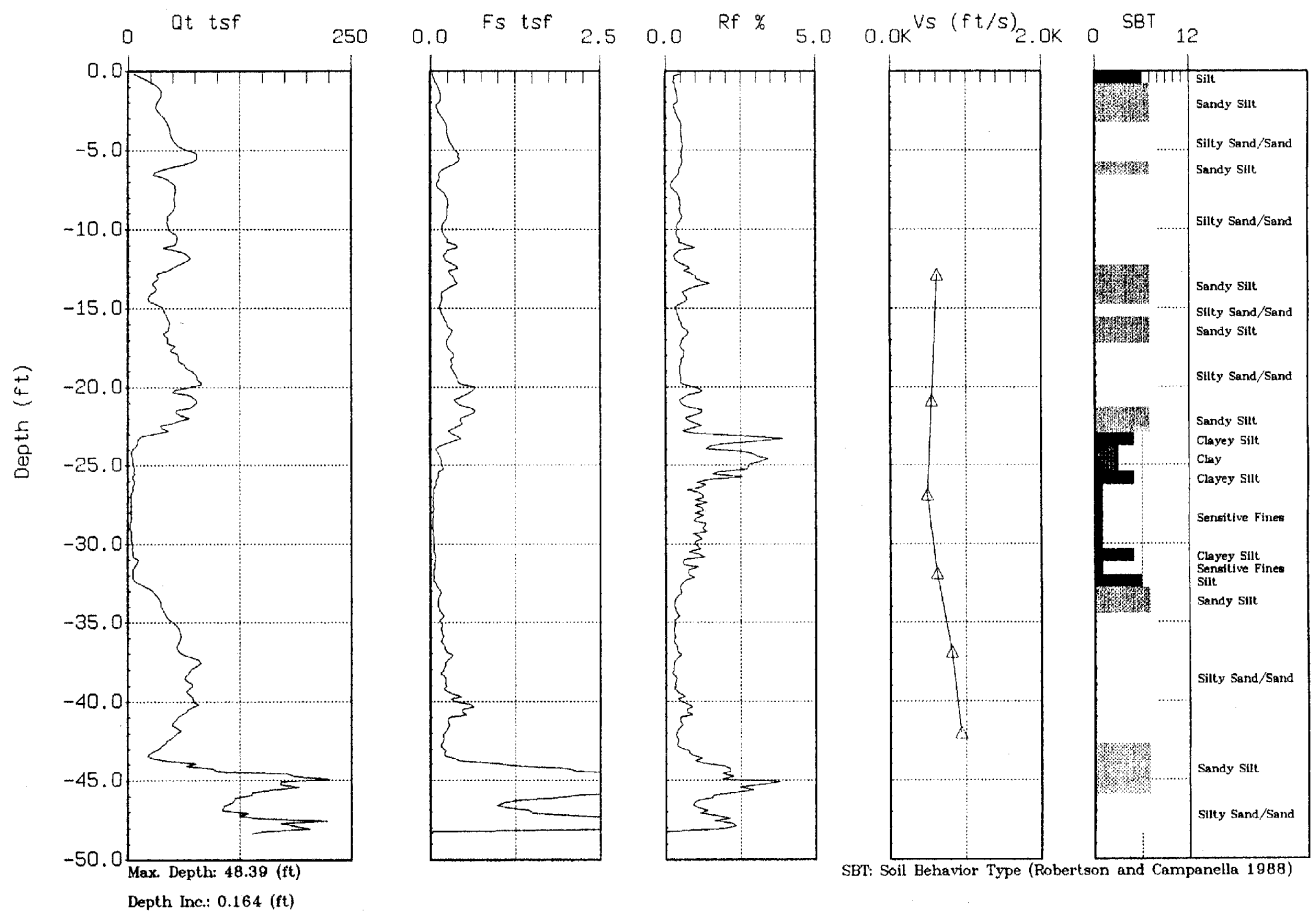 Qt tsf
Fs tsf
Rf %
Vs (ft/s)
SBT
0 250
0.0 2.5
0.0 5.0
0.0K 2.0K
0 12
Depth (ft)
0.0
-5.0
-10.0
-15.0
-20.0
-25.0
-30.0
-35.0
-40.0
-45.0
-50.0
Silt
Sandy Silt
Silty Sand/Sand
Sandy Silt
Silty Sand/Sand
Sandy Silt
Silty Sand/Sand
Sandy Silt
Silty Sand/Sand
Sandy Silt
Clayey Silt
Clay
Clayey Silt
Sensitive Fines
Clayey Silt
Sensitive Fines
Silt
Sandy Silt
Silty Sand/Sand
Sandy Silt
Silty Sand/Sand
Max. Depth: 48.39 (ft)
SBT: Soil Behavior Type (Robertson and Campanella 1988)
Depth Inc.: 0.164 (ft)